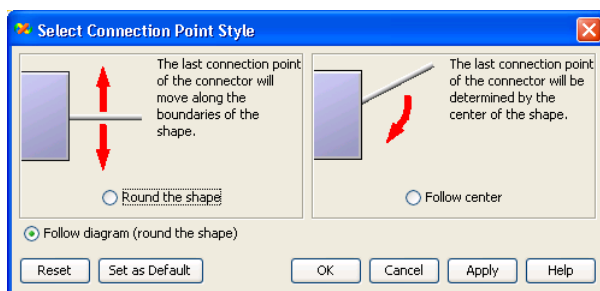 Select Connection Point Style
The last connection point
of the connector will
move along the
boundaries of the
shape.
Round the shape
The last connection point
of the connector will be
determined by the
center of the shape.
Follow center
Follow diagram (round the shape)
Reset Set as Default OK Cancel Apply Help